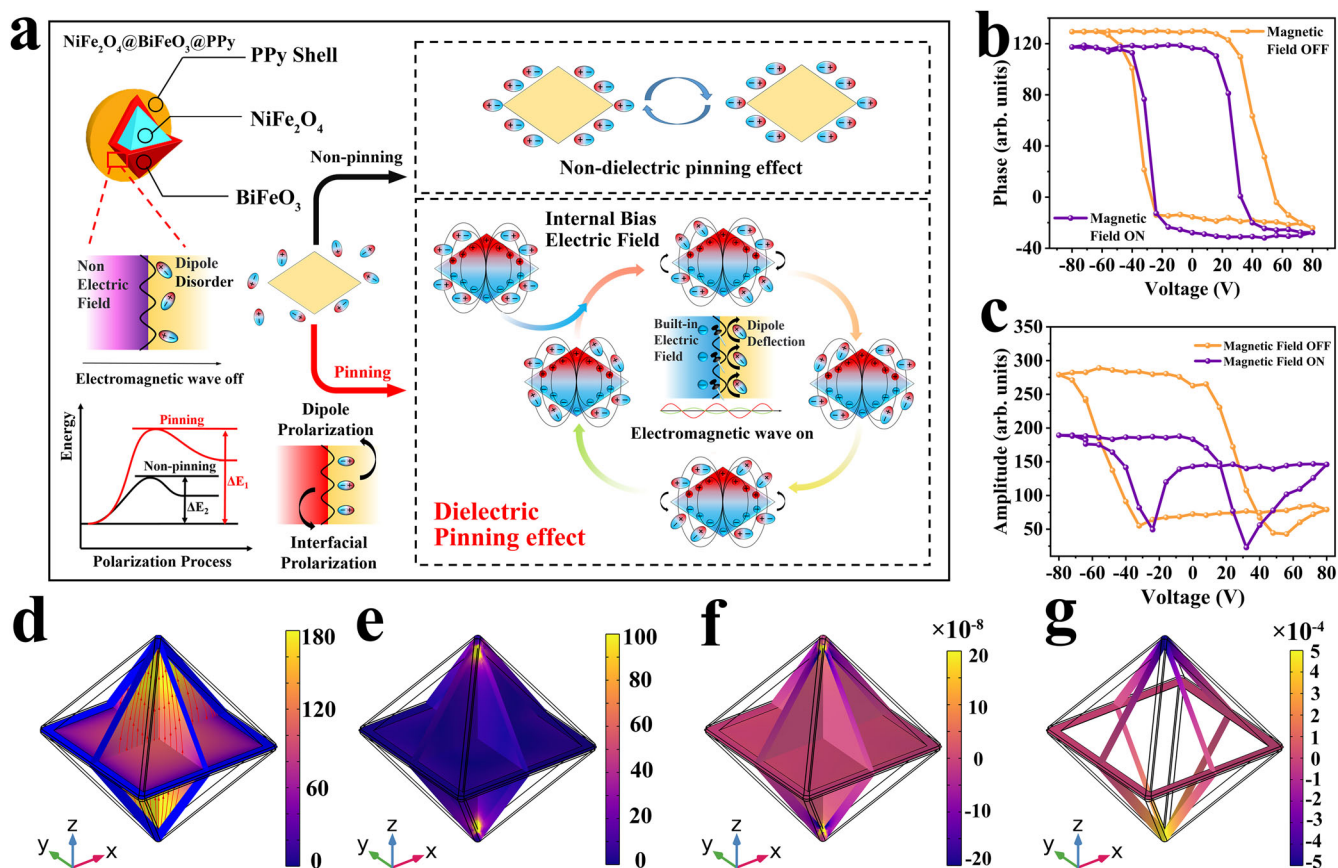 a
NiFe₂O₄@BiFeO₃@PPy
PPy Shell
NiFe₂O₄
BiFeO₃
Non
Electric
Field
Dipole
Disorder
Electromagnetic wave off
Non-pinning
Pinning
Non-dielectric pinning effect
Internal Bias
Electric Field
Built-in
Electric
Field
Dipole
Deflection
Electromagnetic wave on
Dielectric
Pinning effect
Energy
Pinning
Non-pinning
ΔE₁
ΔE₂
Polarization Process
Dipole
Prolarization
Interfacial
Prolarization
b
Phase (arb. units)
120
80
40
0
-40
Magnetic
Field OFF
Magnetic
Field ON
-80 -60 -40 -20 0 20 40 60 80
Voltage (V)
c
Amplitude (arb. units)
350
300
250
200
150
100
50
Magnetic Field OFF
Magnetic Field ON
-80 -60 -40 -20 0 20 40 60 80
Voltage (V)
d
180
120
60
0
z
y
x
e
100
80
60
40
20
0
z
y
x
f
×10⁻⁸
20
10
0
-10
-20
z
y
x
g
×10⁻⁴
5
4
3
2
1
0
-1
-2
-3
-4
-5
z
y
x